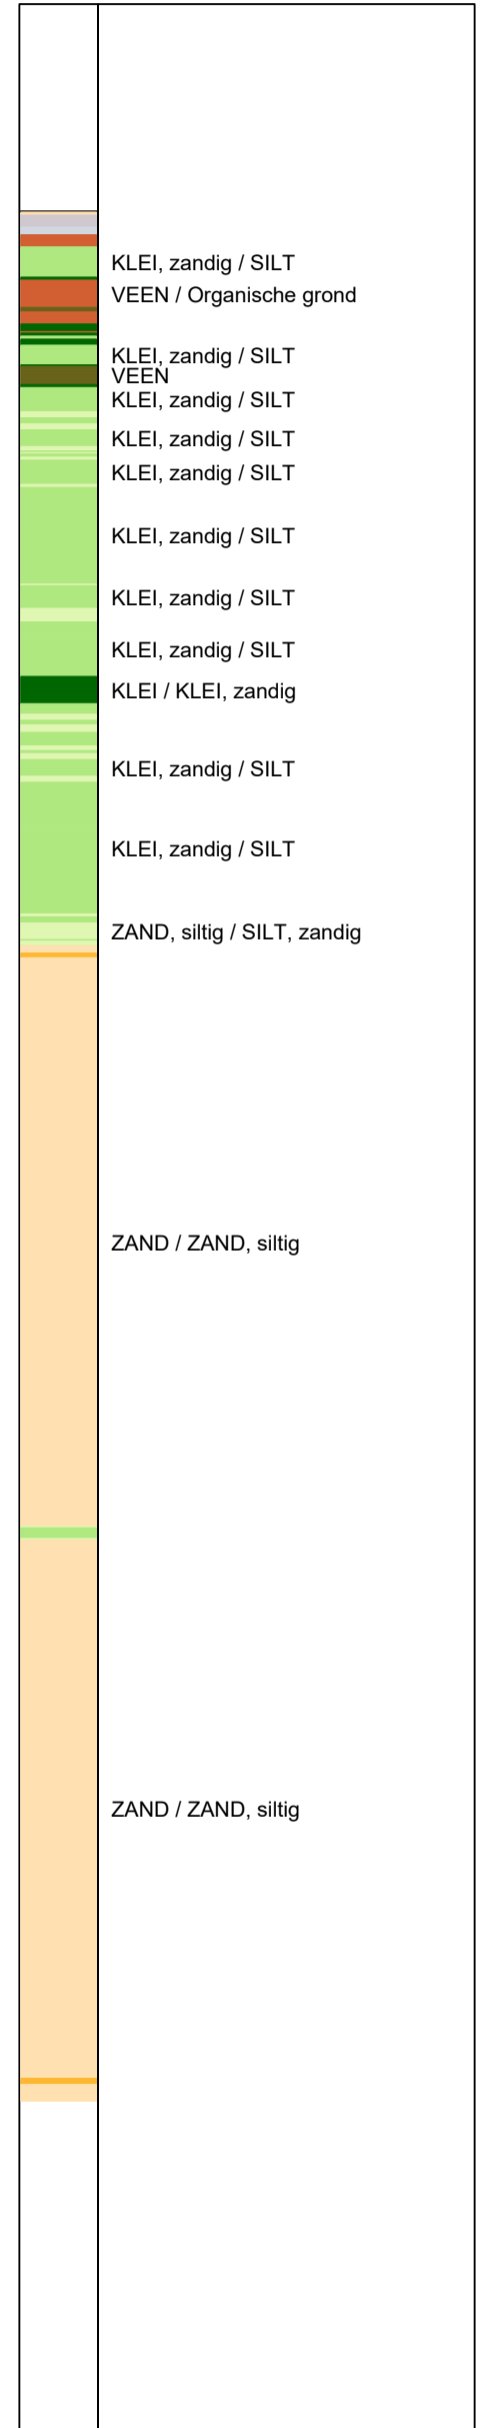 KLEI, zandig / SILT
VEEN / Organische grond
KLEI, zandig / SILT
VEEN
KLEI, zandig / SILT
KLEI, zandig / SILT
KLEI, zandig / SILT
KLEI, zandig / SILT
KLEI, zandig / SILT
KLEI, zandig / SILT
KLEI / KLEI, zandig
KLEI, zandig / SILT
KLEI, zandig / SILT
ZAND, siltig / SILT, zandig
ZAND / ZAND, siltig
ZAND / ZAND, siltig